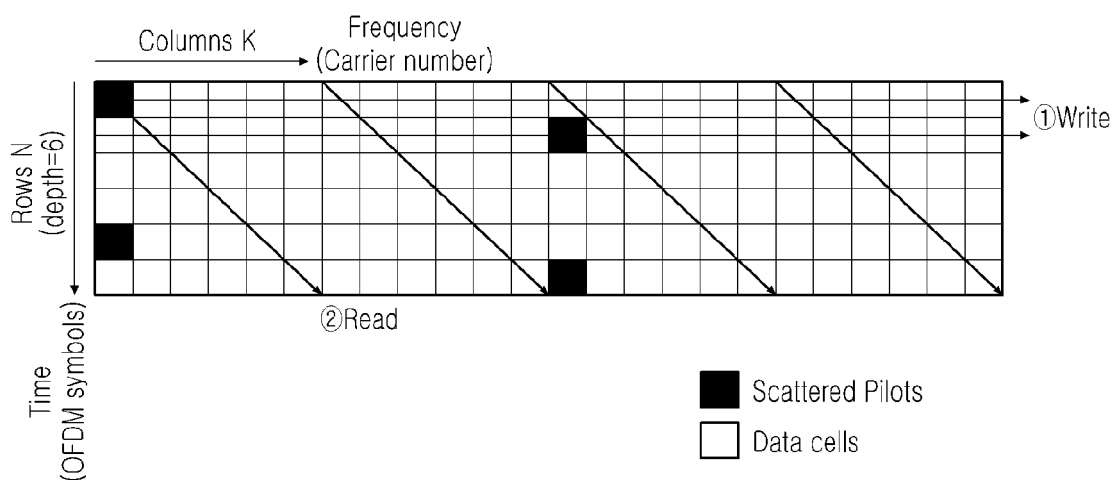 Columns K
Frequency
(Carrier number)
①Write
Rows N
(depth=6)
②Read
Time
(OFDM symbols)
Scattered Pilots
Data cells